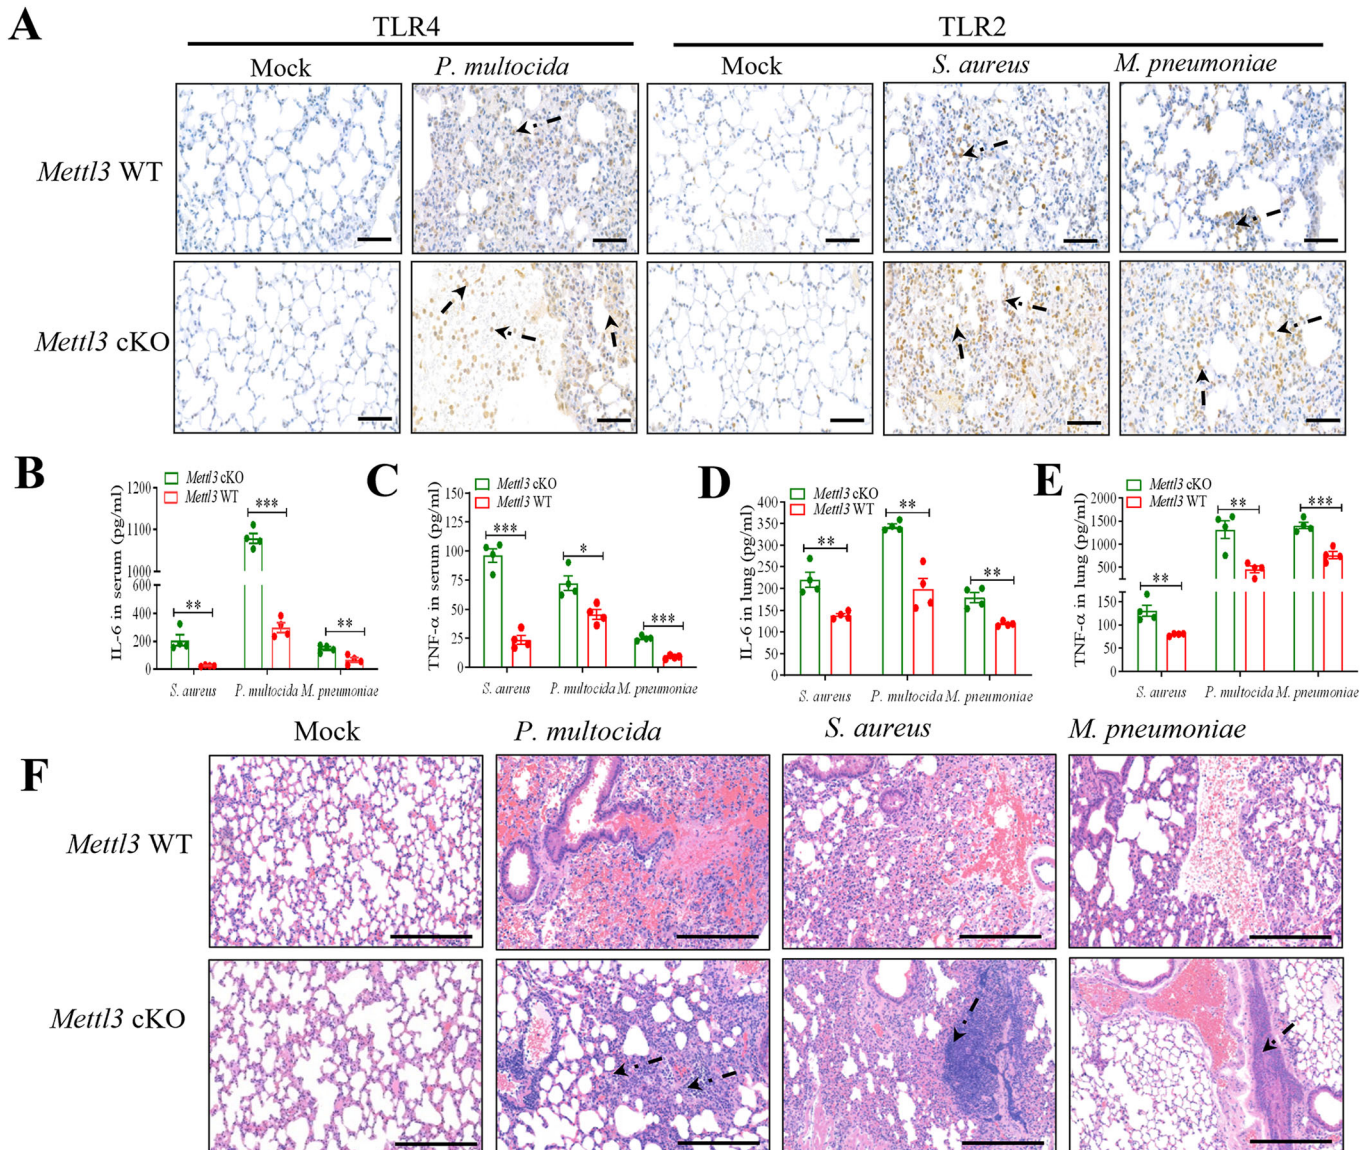 A
TLR4
TLR2
Mock
P. multocida
Mock
S. aureus
M. pneumoniae
Mettl3 WT
Mettl3 cKO
B
IL-6 in serum (pg/ml)
1200
1100
1000
600
400
200
0
Mettl3 cKO
Mettl3 WT
**
***
**
S. aureus
P. multocida
M. pneumoniae
C
TNF-α in serum (pg/ml)
150
125
100
75
50
25
0
Mettl3 cKO
Mettl3 WT
***
*
***
S. aureus
P. multocida
M. pneumoniae
D
IL-6 in lung (pg/ml)
400
350
300
250
200
150
100
50
0
Mettl3 cKO
Mettl3 WT
**
**
**
S. aureus
P. multocida
M. pneumoniae
E
TNF-α in lung (pg/ml)
2000
1500
1000
500
150
100
50
0
Mettl3 cKO
Mettl3 WT
**
**
***
S. aureus
P. multocida
M. pneumoniae
F
Mock
P. multocida
S. aureus
M. pneumoniae
Mettl3 WT
Mettl3 cKO